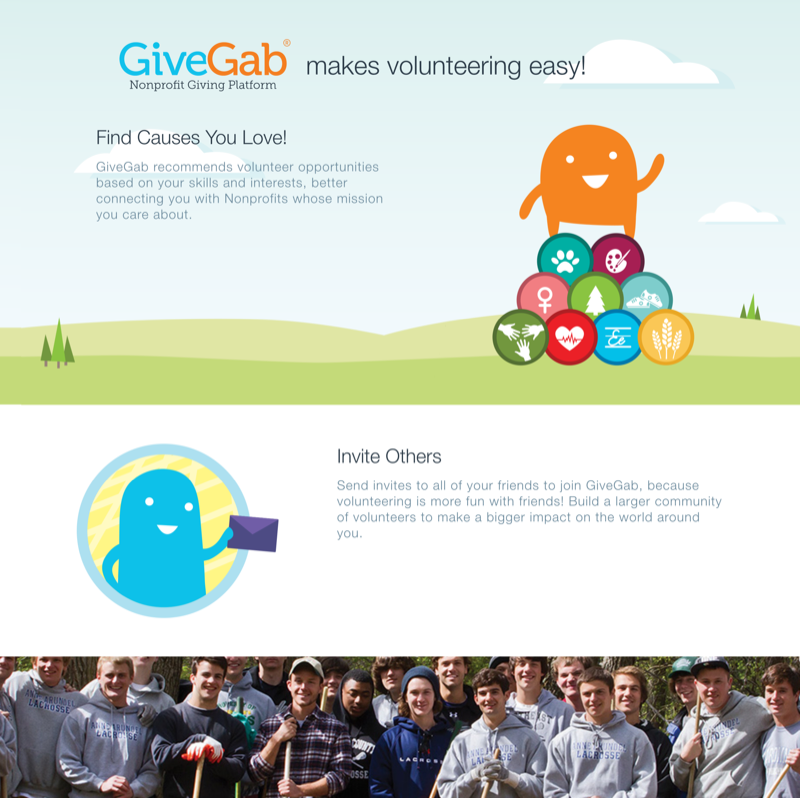 GiveGab®
Nonprofit Giving Platform
makes volunteering easy!
Find Causes You Love!
GiveGab recommends volunteer opportunities
based on your skills and interests, better
connecting you with Nonprofits whose mission
you care about.
Invite Others
Send invites to all of your friends to join GiveGab, because
volunteering is more fun with friends! Build a larger community
of volunteers to make a bigger impact on the world around
you.
ANNE ARUNDEL
LACROSSE
LACROSSE
LACROSSE